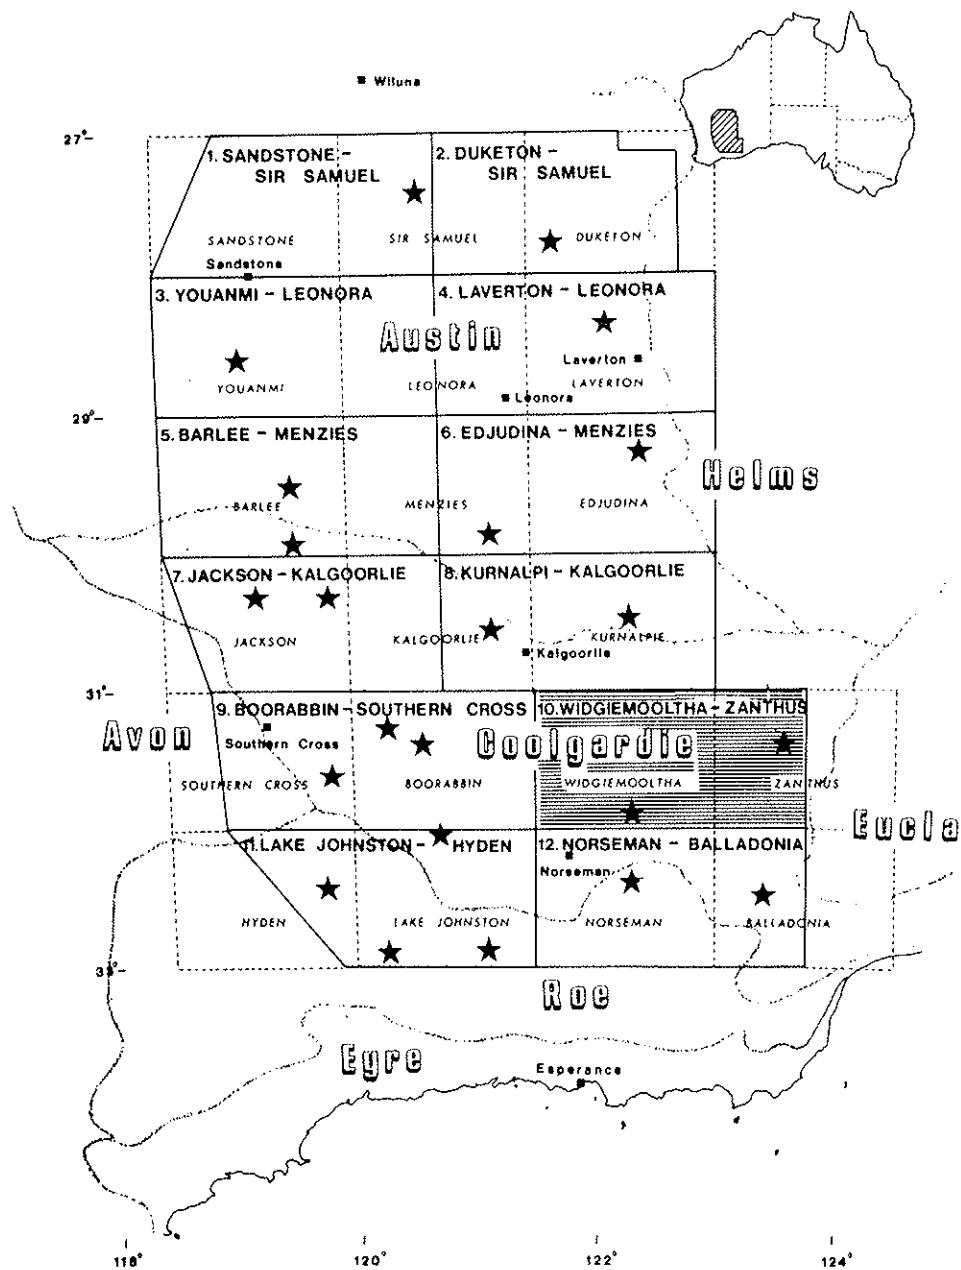 Wiluna
27°
1. SANDSTONE –
SIR SAMUEL
2. DUKETON –
SIR SAMUEL
SANDSTONE
SIR SAMUEL
DUKETON
Sandstone
3. YOUANMI – LEONORA
4. LAVERTON – LEONORA
Austin
Laverton
YOUANMI
LEONORA
LAVERTON
Leonora
29°
5. BARLEE – MENZIES
6. EDJUDINA – MENZIES
Helms
BARLEE
MENZIES
EDJUDINA
7. JACKSON – KALGOORLIE
8. KURNALPI – KALGOORLIE
JACKSON
KALGOORLIE
KURNALPIE
Kalgoorlie
31°
9. BOORABBIN – SOUTHERN CROSS
10. WIDGIEMOOLTHA – ZANTHUS
Avon
Southern Cross
Coolgardie
SOUTHERN CROSS
BOORABBIN
WIDGIEMOOLTHA
ZANTHUS
Eucla
11. LAKE JOHNSTON – HYDEN
12. NORSEMAN – BALLADONIA
Norseman
HYDEN
LAKE JOHNSTON
NORSEMAN
BALLADONIA
33°
Roe
Eyre
Esperance
118°
120°
122°
124°